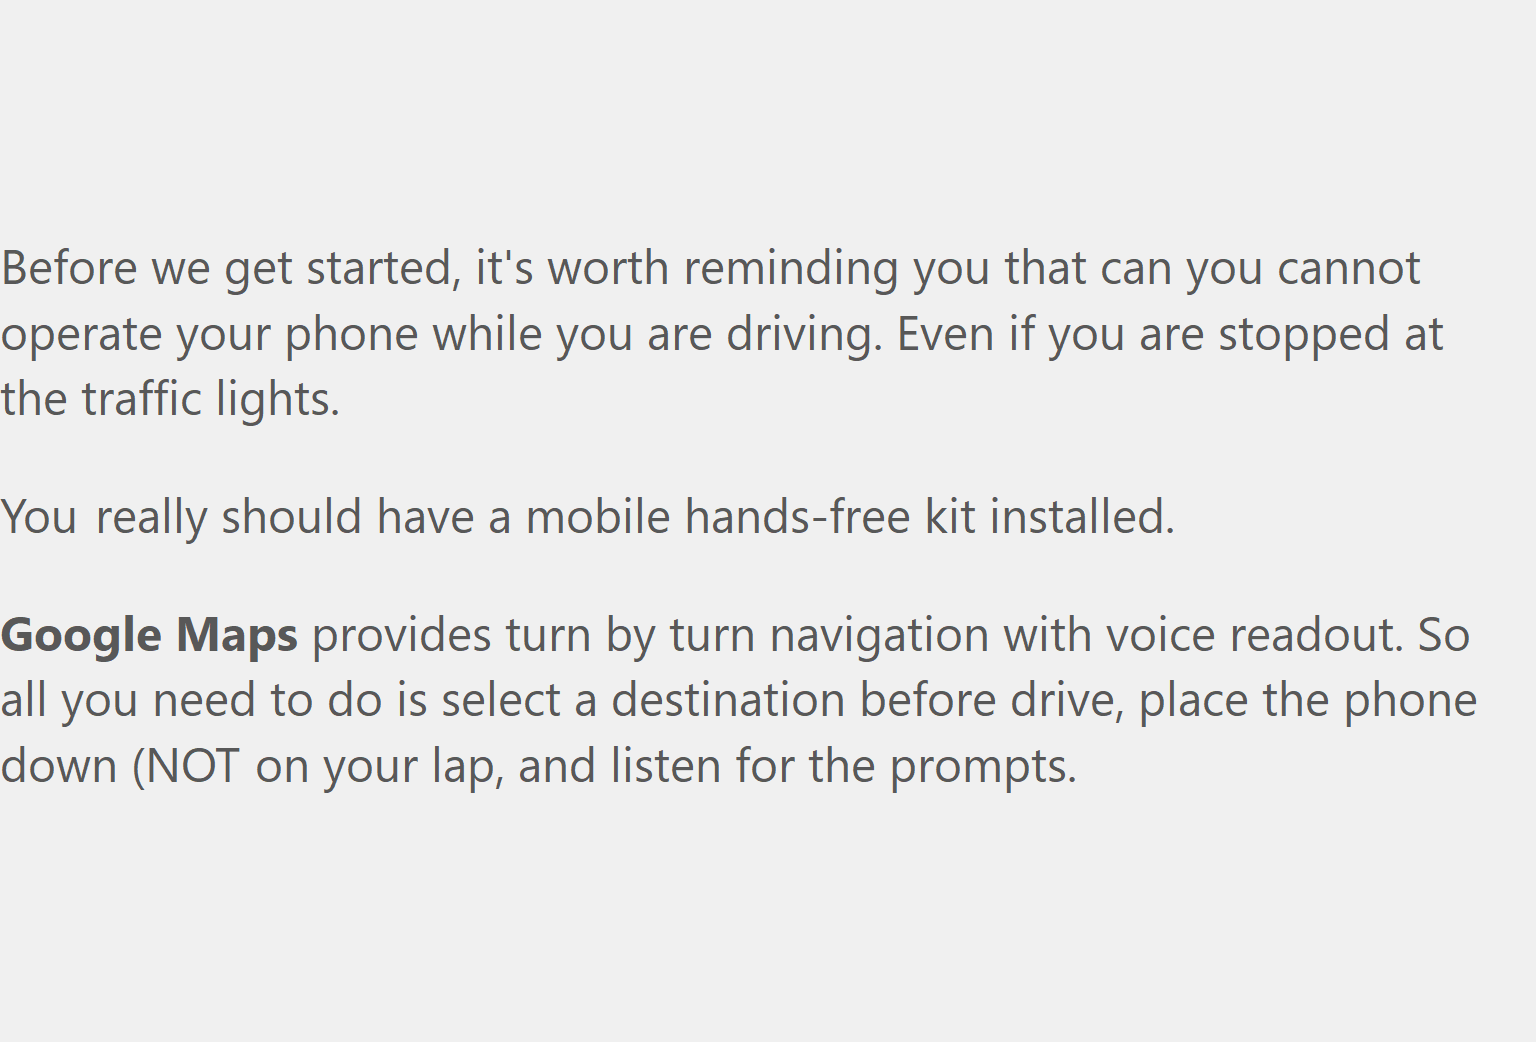 Before we get started, it's worth reminding you that can you cannot
operate your phone while you are driving. Even if you are stopped at
the traffic lights.
You really should have a mobile hands-free kit installed.
Google Maps provides turn by turn navigation with voice readout. So
all you need to do is select a destination before drive, place the phone
down (NOT on your lap, and listen for the prompts.